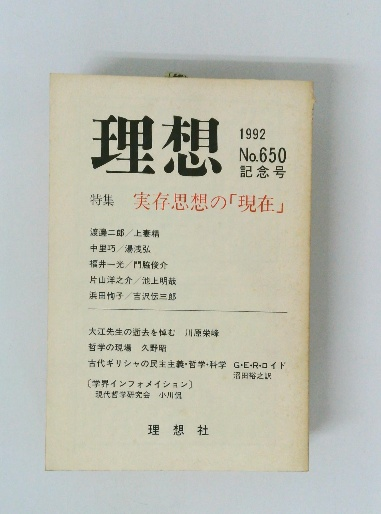 理想
1992
No.650
記念号
特集 実存思想の「現在」
渡邊二郎／上妻精
中里巧／湯浅弘
福井一光／門脇俊介
片山洋之介／池上明哉
浜田恂子／吉沢伝三郎
大江先生の逝去を悼む 川原栄峰
哲学の現場 久野昭
古代ギリシャの民主主義・哲学・科学 G・E・R・ロイド
沼田裕之訳
〔学界インフォメイション〕
現代哲学研究会 小川侃
理想社